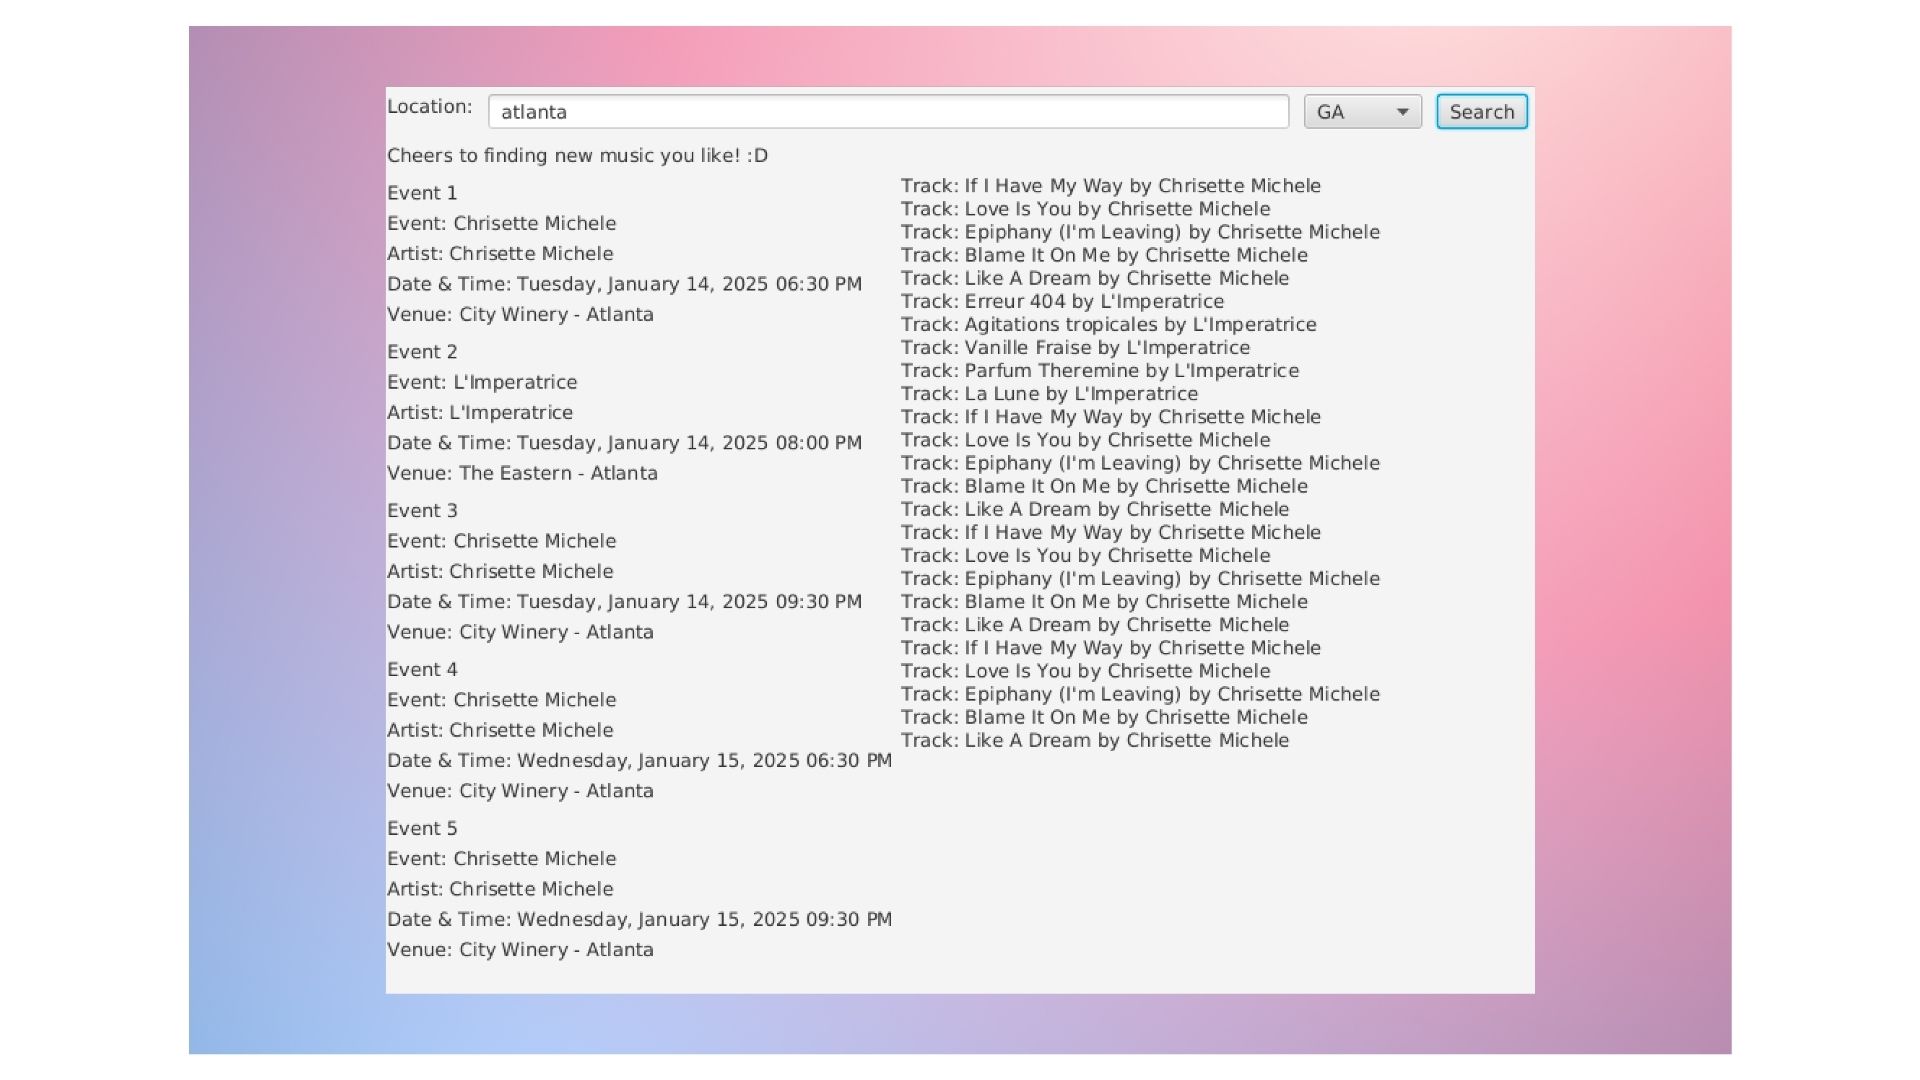 Location: atlanta GA Search
Cheers to finding new music you like! :D
Event 1
Event: Chrisette Michele
Artist: Chrisette Michele
Date & Time: Tuesday, January 14, 2025 06:30 PM
Venue: City Winery - Atlanta
Event 2
Event: L'Imperatrice
Artist: L'Imperatrice
Date & Time: Tuesday, January 14, 2025 08:00 PM
Venue: The Eastern - Atlanta
Event 3
Event: Chrisette Michele
Artist: Chrisette Michele
Date & Time: Tuesday, January 14, 2025 09:30 PM
Venue: City Winery - Atlanta
Event 4
Event: Chrisette Michele
Artist: Chrisette Michele
Date & Time: Wednesday, January 15, 2025 06:30 PM
Venue: City Winery - Atlanta
Event 5
Event: Chrisette Michele
Artist: Chrisette Michele
Date & Time: Wednesday, January 15, 2025 09:30 PM
Venue: City Winery - Atlanta
Track: If I Have My Way by Chrisette Michele
Track: Love Is You by Chrisette Michele
Track: Epiphany (I'm Leaving) by Chrisette Michele
Track: Blame It On Me by Chrisette Michele
Track: Like A Dream by Chrisette Michele
Track: Erreur 404 by L'Imperatrice
Track: Agitations tropicales by L'Imperatrice
Track: Vanille Fraise by L'Imperatrice
Track: Parfum Theremine by L'Imperatrice
Track: La Lune by L'Imperatrice
Track: If I Have My Way by Chrisette Michele
Track: Love Is You by Chrisette Michele
Track: Epiphany (I'm Leaving) by Chrisette Michele
Track: Blame It On Me by Chrisette Michele
Track: Like A Dream by Chrisette Michele
Track: If I Have My Way by Chrisette Michele
Track: Love Is You by Chrisette Michele
Track: Epiphany (I'm Leaving) by Chrisette Michele
Track: Blame It On Me by Chrisette Michele
Track: Like A Dream by Chrisette Michele
Track: If I Have My Way by Chrisette Michele
Track: Love Is You by Chrisette Michele
Track: Epiphany (I'm Leaving) by Chrisette Michele
Track: Blame It On Me by Chrisette Michele
Track: Like A Dream by Chrisette Michele